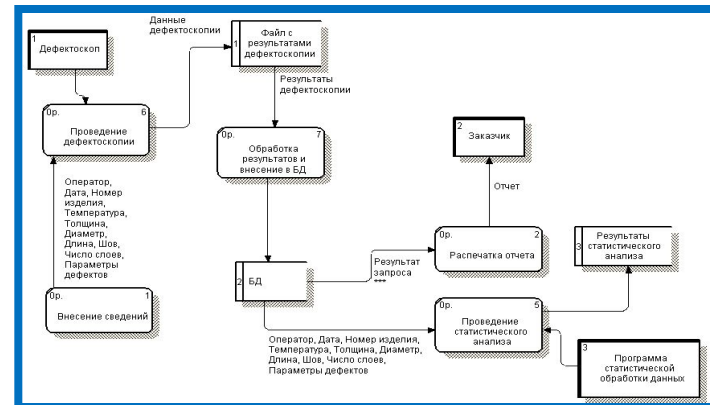 1
Дефектоскоп
Данные
дефектоскопии
1
Файл с
результатами
дефектоскопии
Результаты
дефектоскопии
0р.
6
Проведение
дефектоскопии
0р.
7
Обработка
результатов и
внесение в БД
2
Заказчик
Отчет
Оператор,
Дата, Номер
изделия,
Температура,
Толщина,
Диаметр,
Длина, Шов,
Число слоев,
Параметры
дефектов
0р.
1
Внесение сведений
2
БД
Результат
запроса
0р.
2
Распечатка отчета
3
Результаты
статистического
анализа
0р.
5
Проведение
статистического
анализа
Оператор, Дата, Номер изделия,
Температура, Толщина, Диаметр,
Длина, Шов, Число слоев,
Параметры дефектов
3
Программа
статистической
обработки данных